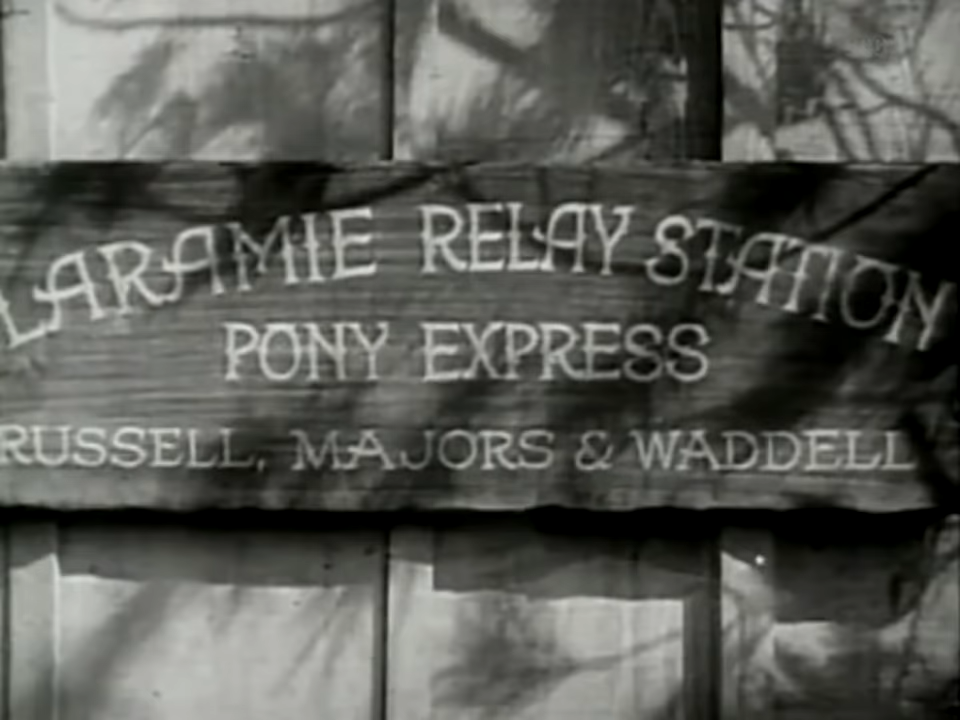 LARAMIE RELAY STATION
PONY EXPRESS
RUSSELL, MAJORS & WADDELL